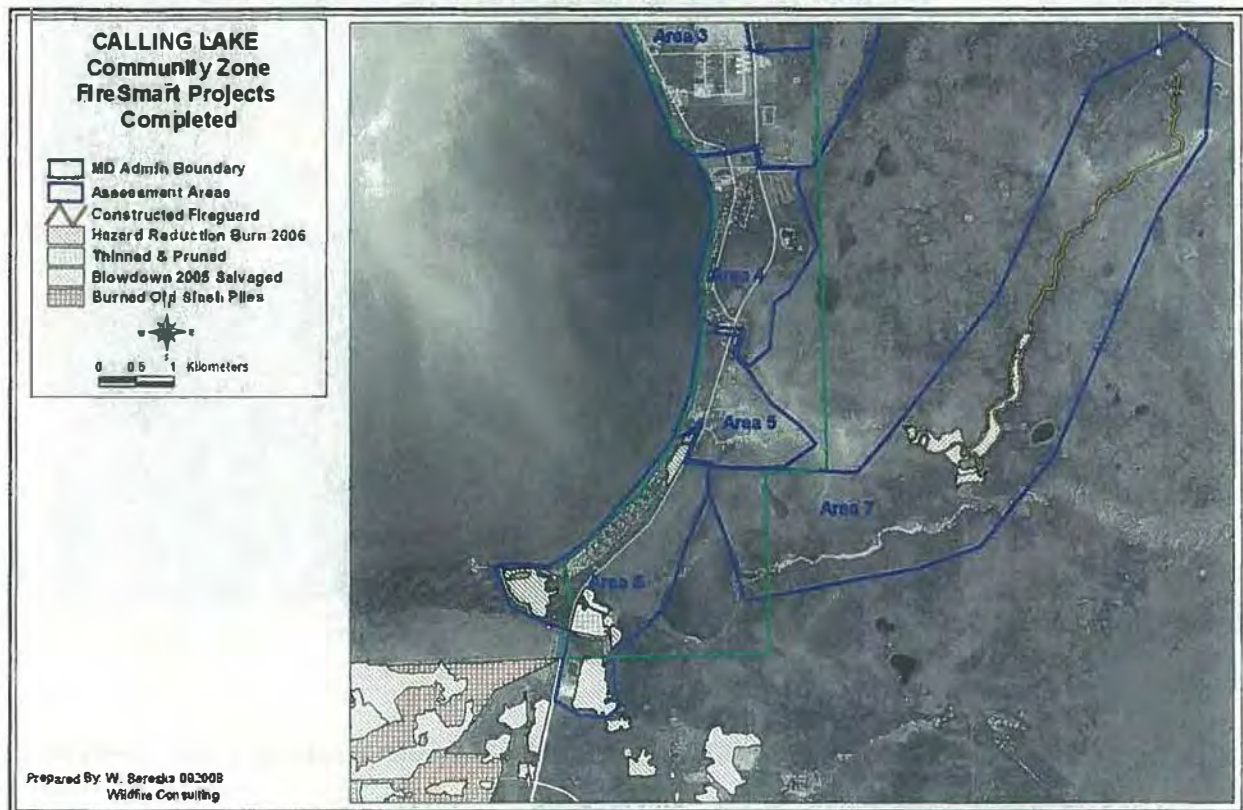 CALLING LAKE
Community Zone
FireSmart Projects
Completed
MD Admin Boundary
Assessment Areas
Constructed Fireguard
Hazard Reduction Burn 2006
Thinned & Pruned
Blowdown 2005 Salvaged
Burned Old Slash Piles
W E
S
0 0.5 1 Kilometers
Prepared By: W. Bereska 092008
Wildfire Consulting
Area 3
Area 4
Area 5
Area 7
Area 6